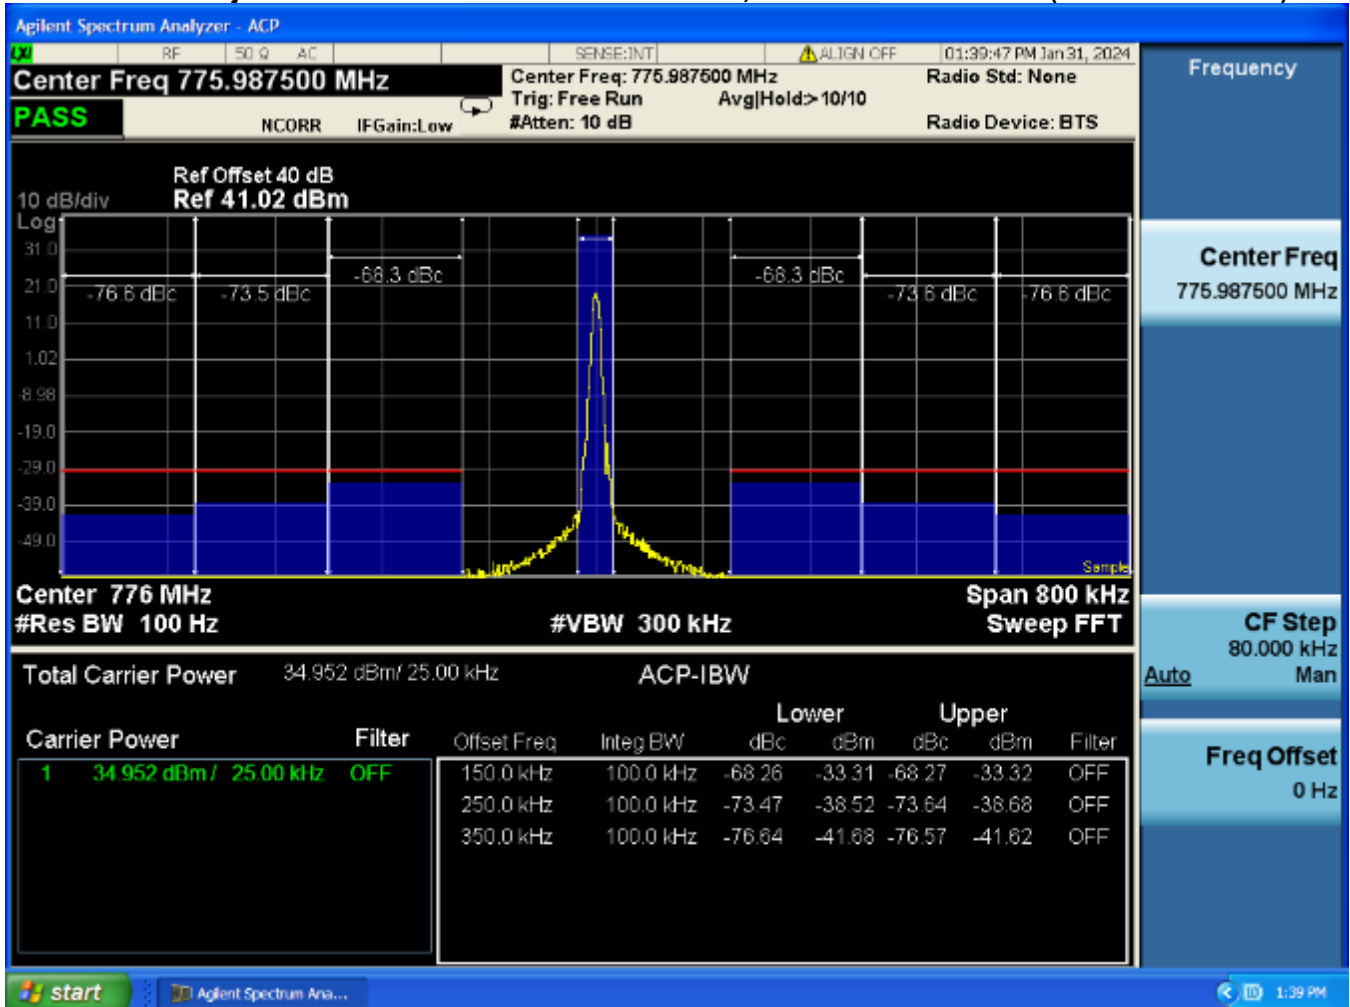 Agilent Spectrum Analyzer - ACP
LXI RF 50 Ω AC SENSE:INT ALIGN OFF 01:39:47 PM Jan 31, 2024
Center Freq 775.987500 MHz
Center Freq: 775.987500 MHz Radio Std: None
Trig: Free Run Avg|Hold:>10/10
PASS NCORR IFGain:Low #Atten: 10 dB Radio Device: BTS
Ref Offset 40 dB
10 dB/div Ref 41.02 dBm
Log
31.0
-68.3 dBc -68.3 dBc
21.0 -76.6 dBc -73.5 dBc -73.6 dBc -76.6 dBc
11.0
1.02
-8.98
-19.0
-29.0
-39.0
-49.0
Sample
Center 776 MHz Span 800 kHz
#Res BW 100 Hz #VBW 300 kHz Sweep FFT
Total Carrier Power 34.952 dBm/ 25.00 kHz ACP-IBW
Lower Upper
Carrier Power Filter Offset Freq Integ BW dBc dBm dBc dBm Filter
1 34.952 dBm / 25.00 kHz OFF 150.0 kHz 100.0 kHz -68.26 -33.31 -68.27 -33.32 OFF
250.0 kHz 100.0 kHz -73.47 -38.52 -73.64 -38.68 OFF
350.0 kHz 100.0 kHz -76.64 -41.68 -76.57 -41.62 OFF
Frequency
Center Freq
775.987500 MHz
CF Step
80.000 kHz
Auto Man
Freq Offset
0 Hz
start Agilent Spectrum Ana... 1:39 PM